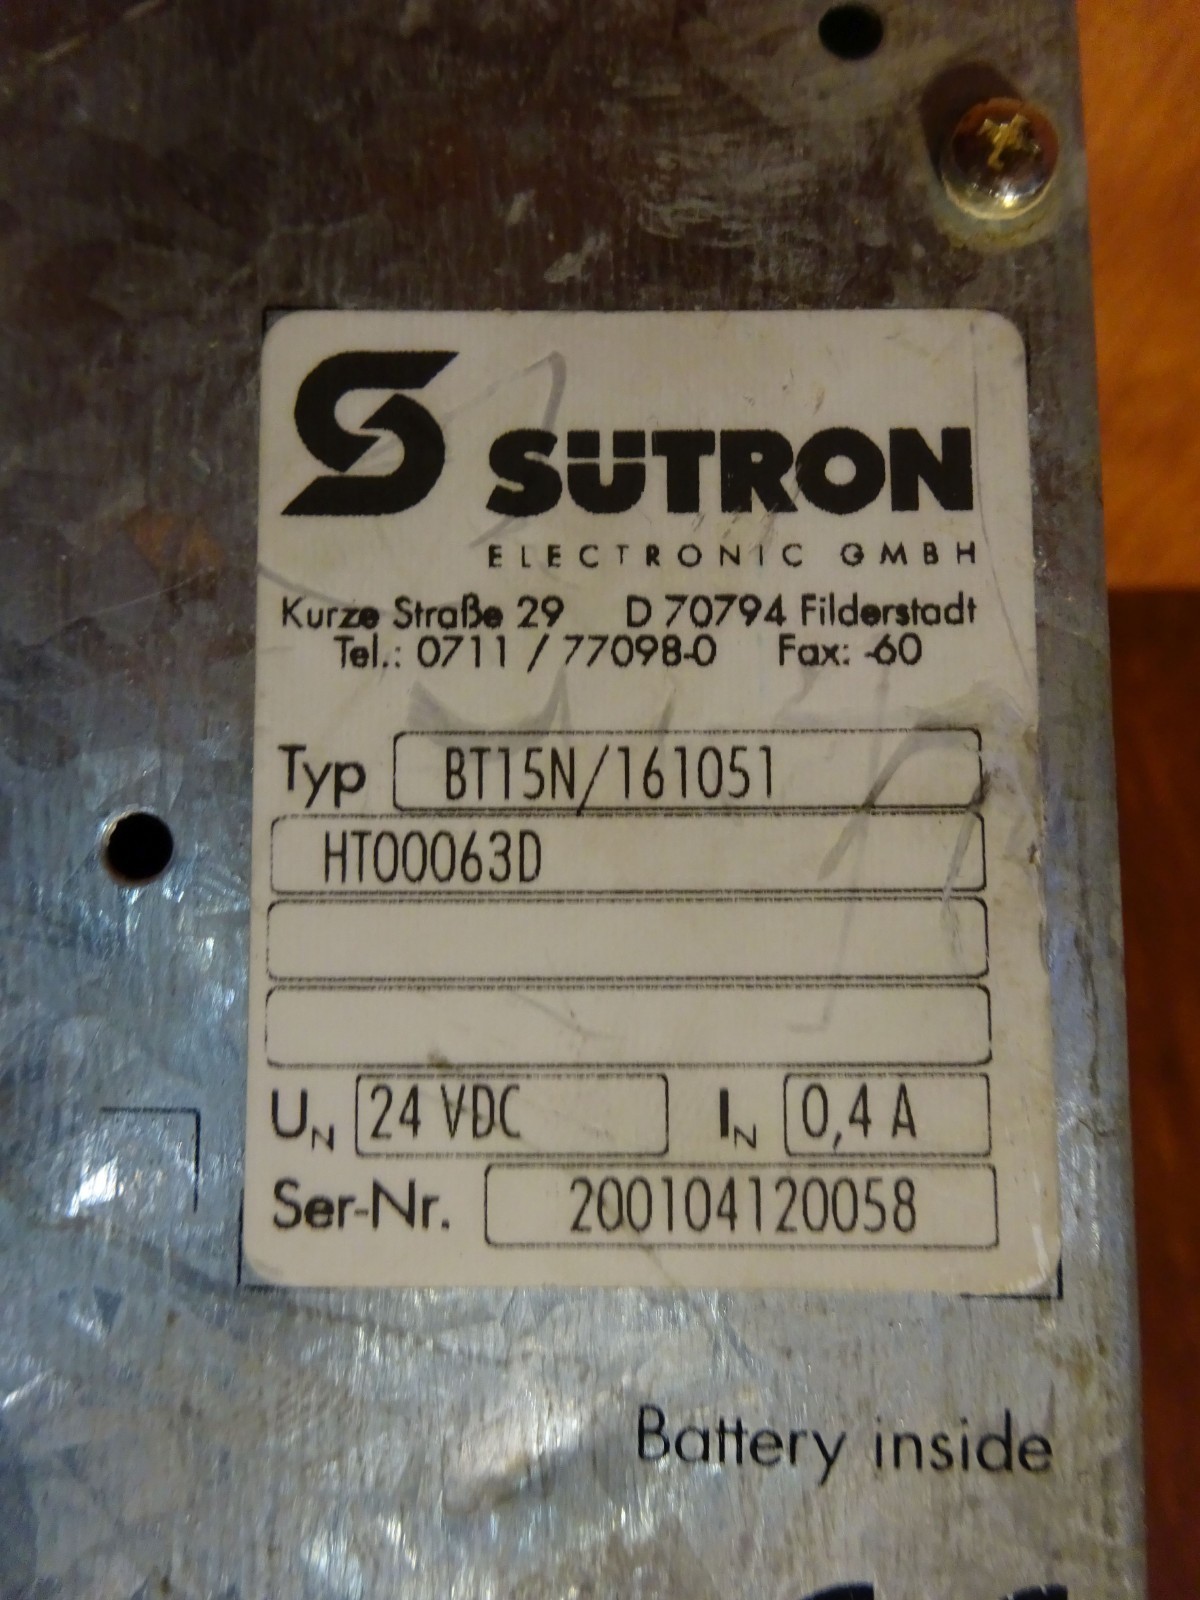 SÜTRON
ELECTRONIC GMBH
Kurze Straße 29 D 70794 Filderstadt
Tel.: 0711 / 77098-0 Fax: -60
Typ BT15N/161051
HT00063D
UN 24 VDC IN 0,4 A
Ser-Nr. 200104120058
Battery inside